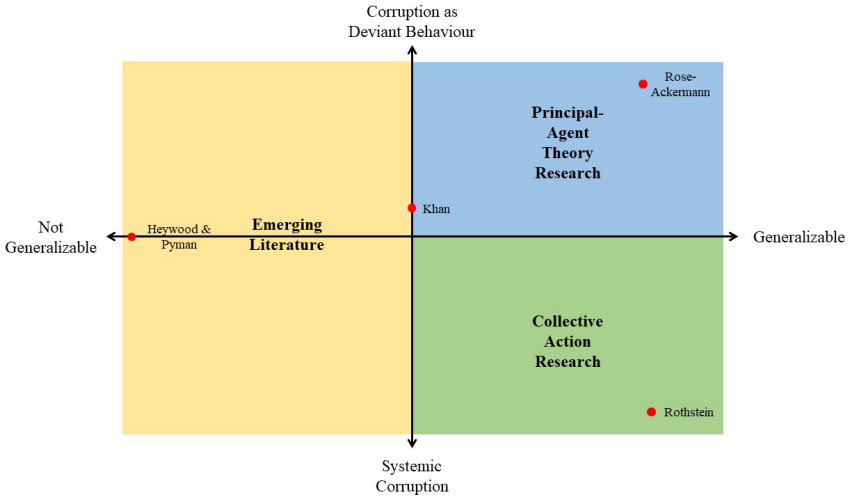 Corruption as
Deviant Behaviour
Rose-
Ackermann
Principal-
Agent
Theory
Research
Khan
Not
Generalizable
Heywood &
Pyman
Emerging
Literature
Generalizable
Collective
Action
Research
Rothstein
Systemic
Corruption